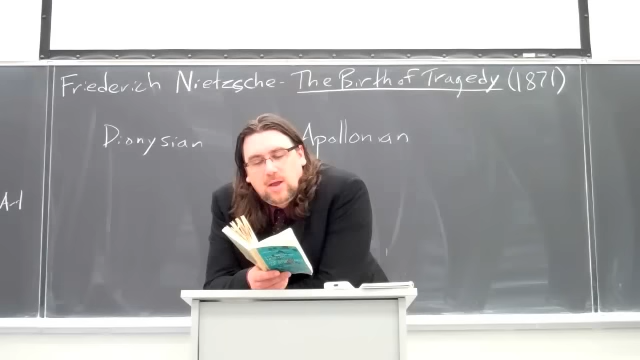 Friederich Nietzsche - The Birth of Tragedy (1871)
Dionysian Apollonian